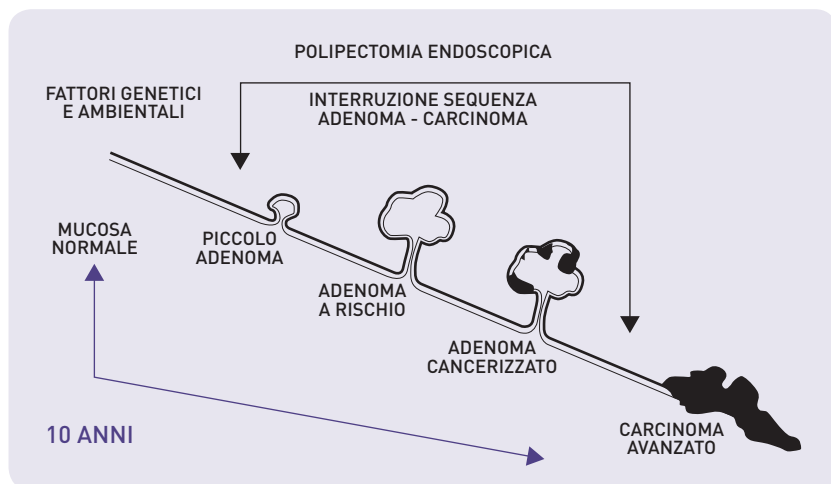 POLIPECTOMIA ENDOSCOPICA
FATTORI GENETICI
E AMBIENTALI
INTERRUZIONE SEQUENZA
ADENOMA - CARCINOMA
MUCOSA
NORMALE
PICCOLO
ADENOMA
ADENOMA
A RISCHIO
ADENOMA
CANCERIZZATO
CARCINOMA
AVANZATO
10 ANNI